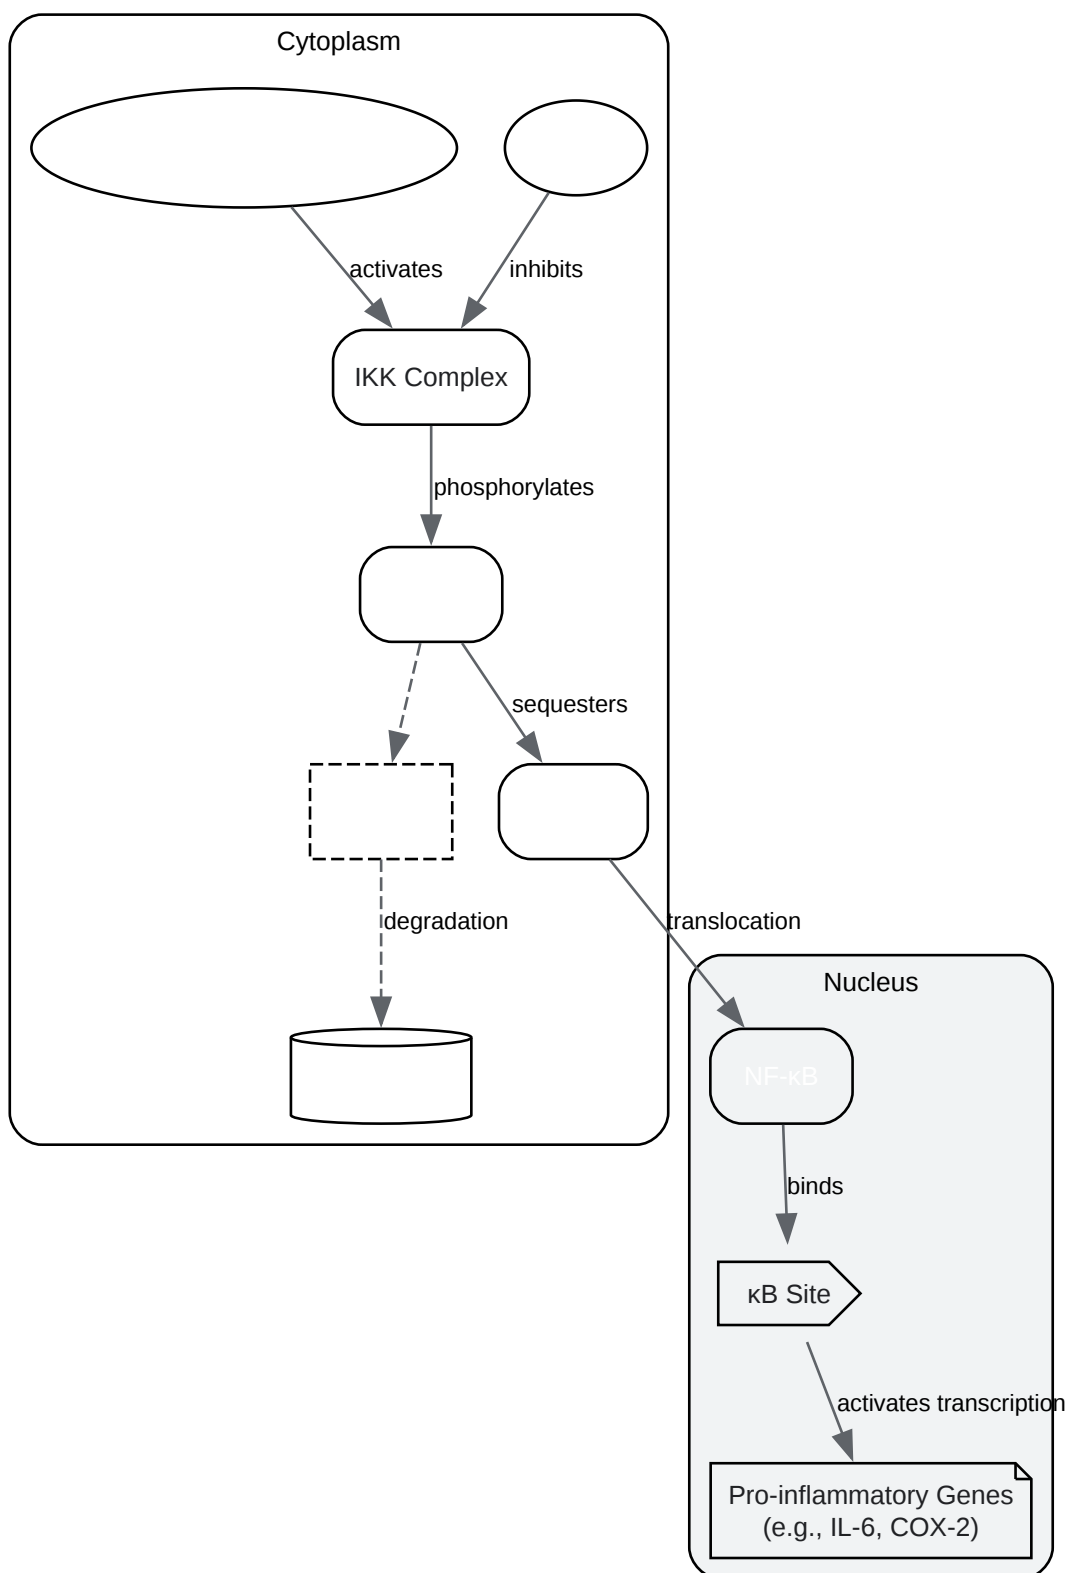 Cytoplasm
activates
inhibits
IKK Complex
phosphorylates
sequesters
degradation
translocation
Nucleus
NF-κB
binds
κB Site
activates transcription
Pro-inflammatory Genes
(e.g., IL-6, COX-2)